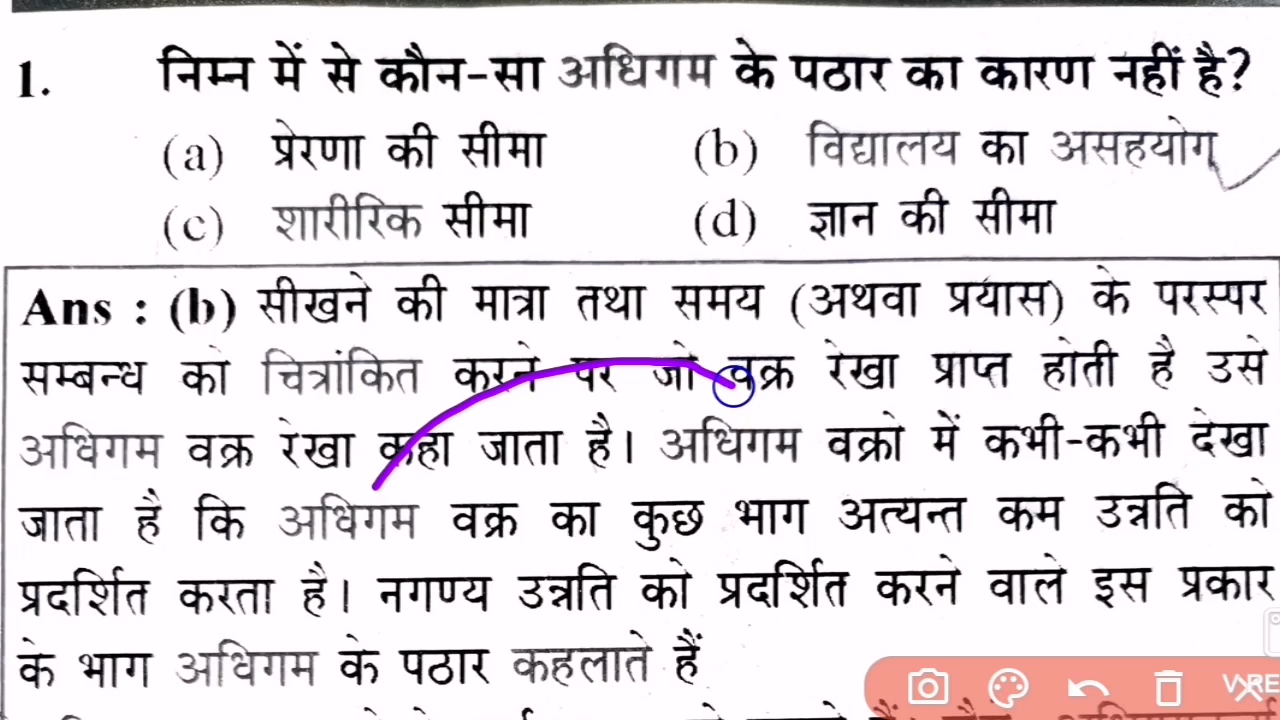 1. निम्न में से कौन-सा अधिगम के पठार का कारण नहीं है?
(a) प्रेरणा की सीमा (b) विद्यालय का असहयोग
(c) शारीरिक सीमा (d) ज्ञान की सीमा
Ans : (b) सीखने की मात्रा तथा समय (अथवा प्रयास) के परस्पर
सम्बन्ध को चित्रांकित करने पर जो वक्र रेखा प्राप्त होती है उसे
अधिगम वक्र रेखा कहा जाता है। अधिगम वक्रो में कभी-कभी देखा
जाता है कि अधिगम वक्र का कुछ भाग अत्यन्त कम उन्नति को
प्रदर्शित करता है। नगण्य उन्नति को प्रदर्शित करने वाले इस प्रकार
के भाग अधिगम के पठार कहलाते हैं